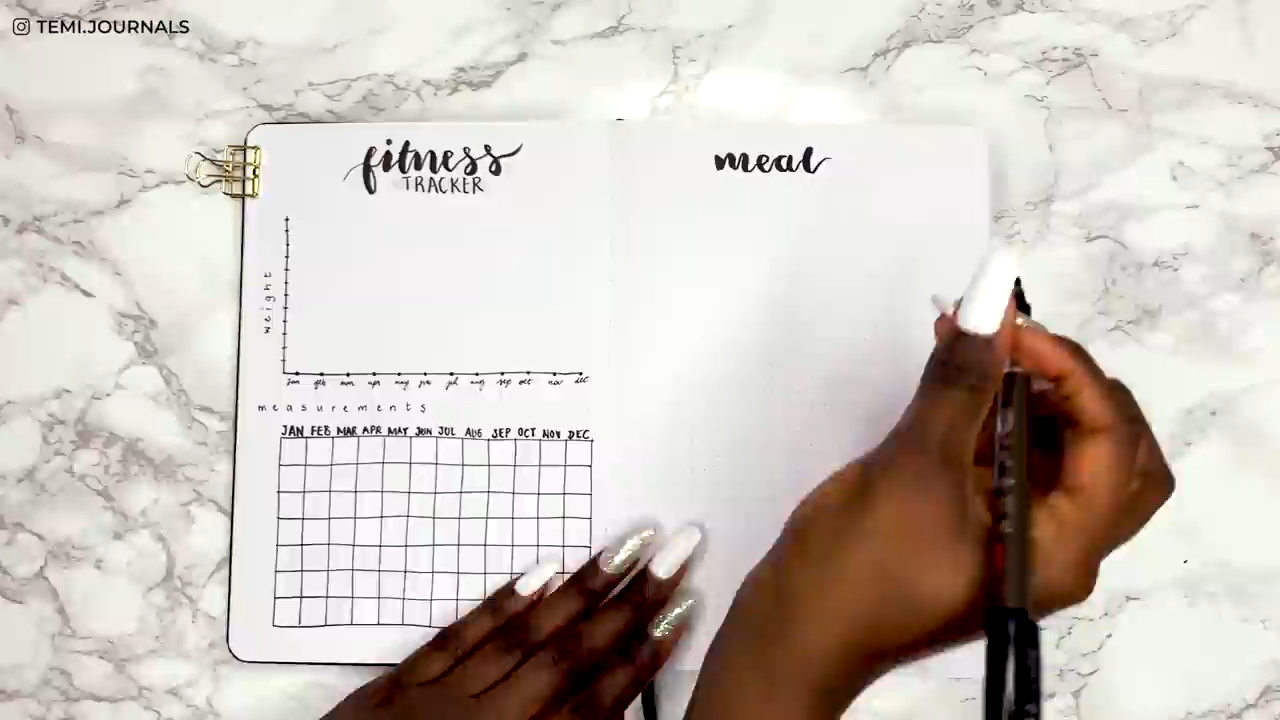 TEMI.JOURNALS
fitness
TRACKER
weight
jan feb mar apr may jun jul aug sep oct nov dec
measurements
JAN FEB MAR APR MAY JUN JUL AUG SEP OCT NOV DEC
meal